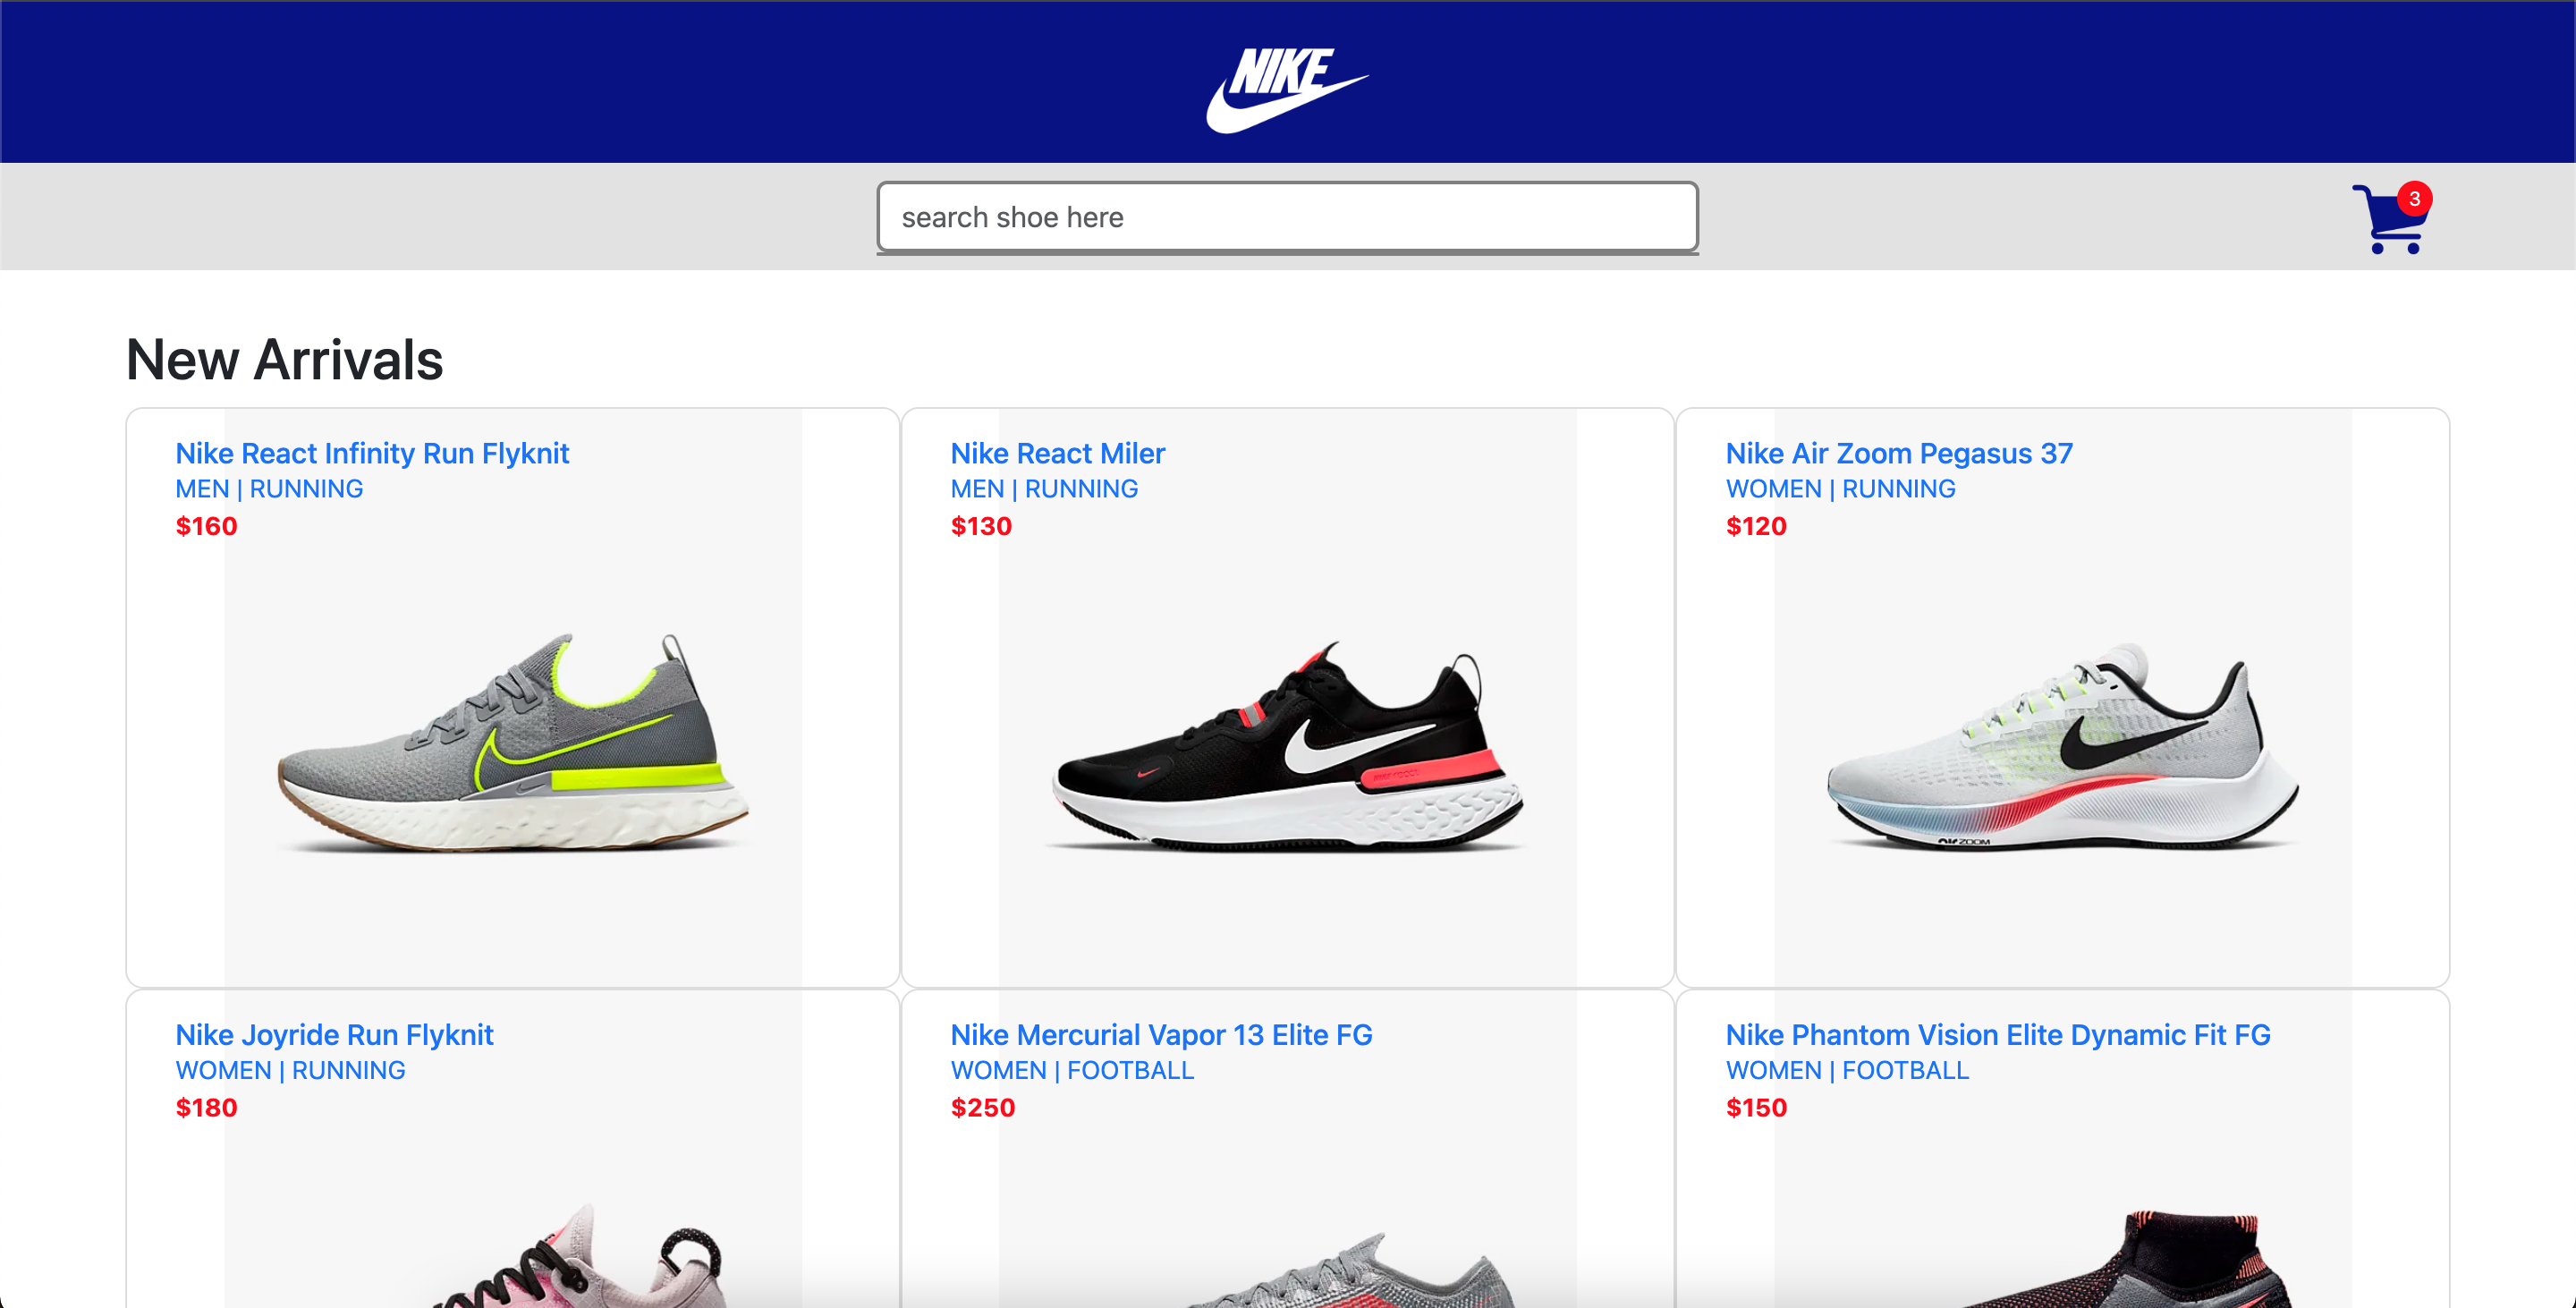 NIKE
search shoe here
3
New Arrivals
Nike React Infinity Run Flyknit
MEN | RUNNING
$160
Nike React Miler
MEN | RUNNING
$130
Nike Air Zoom Pegasus 37
WOMEN | RUNNING
$120
AIR ZOOM
Nike Joyride Run Flyknit
WOMEN | RUNNING
$180
Nike Mercurial Vapor 13 Elite FG
WOMEN | FOOTBALL
$250
Nike Phantom Vision Elite Dynamic Fit FG
WOMEN | FOOTBALL
$150